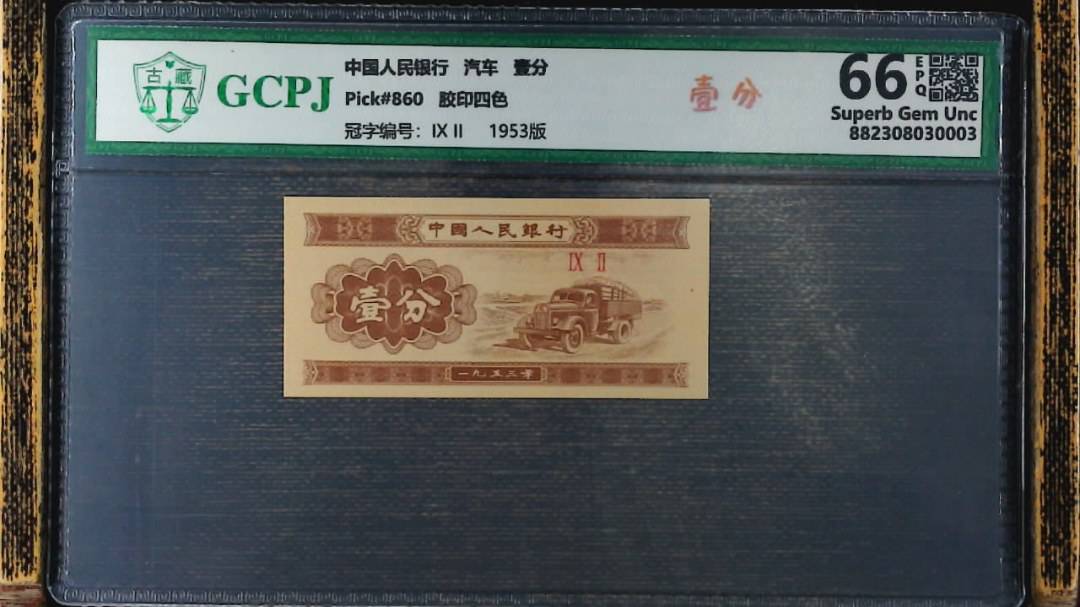 古藏
GCPJ
中国人民银行 汽车 壹分
Pick#860 胶印四色
冠字编号：IX II 1953版
壹分
66
EPQ
Superb Gem Unc
882308030003
中國人民銀行
IX II
壹分
一九五三年